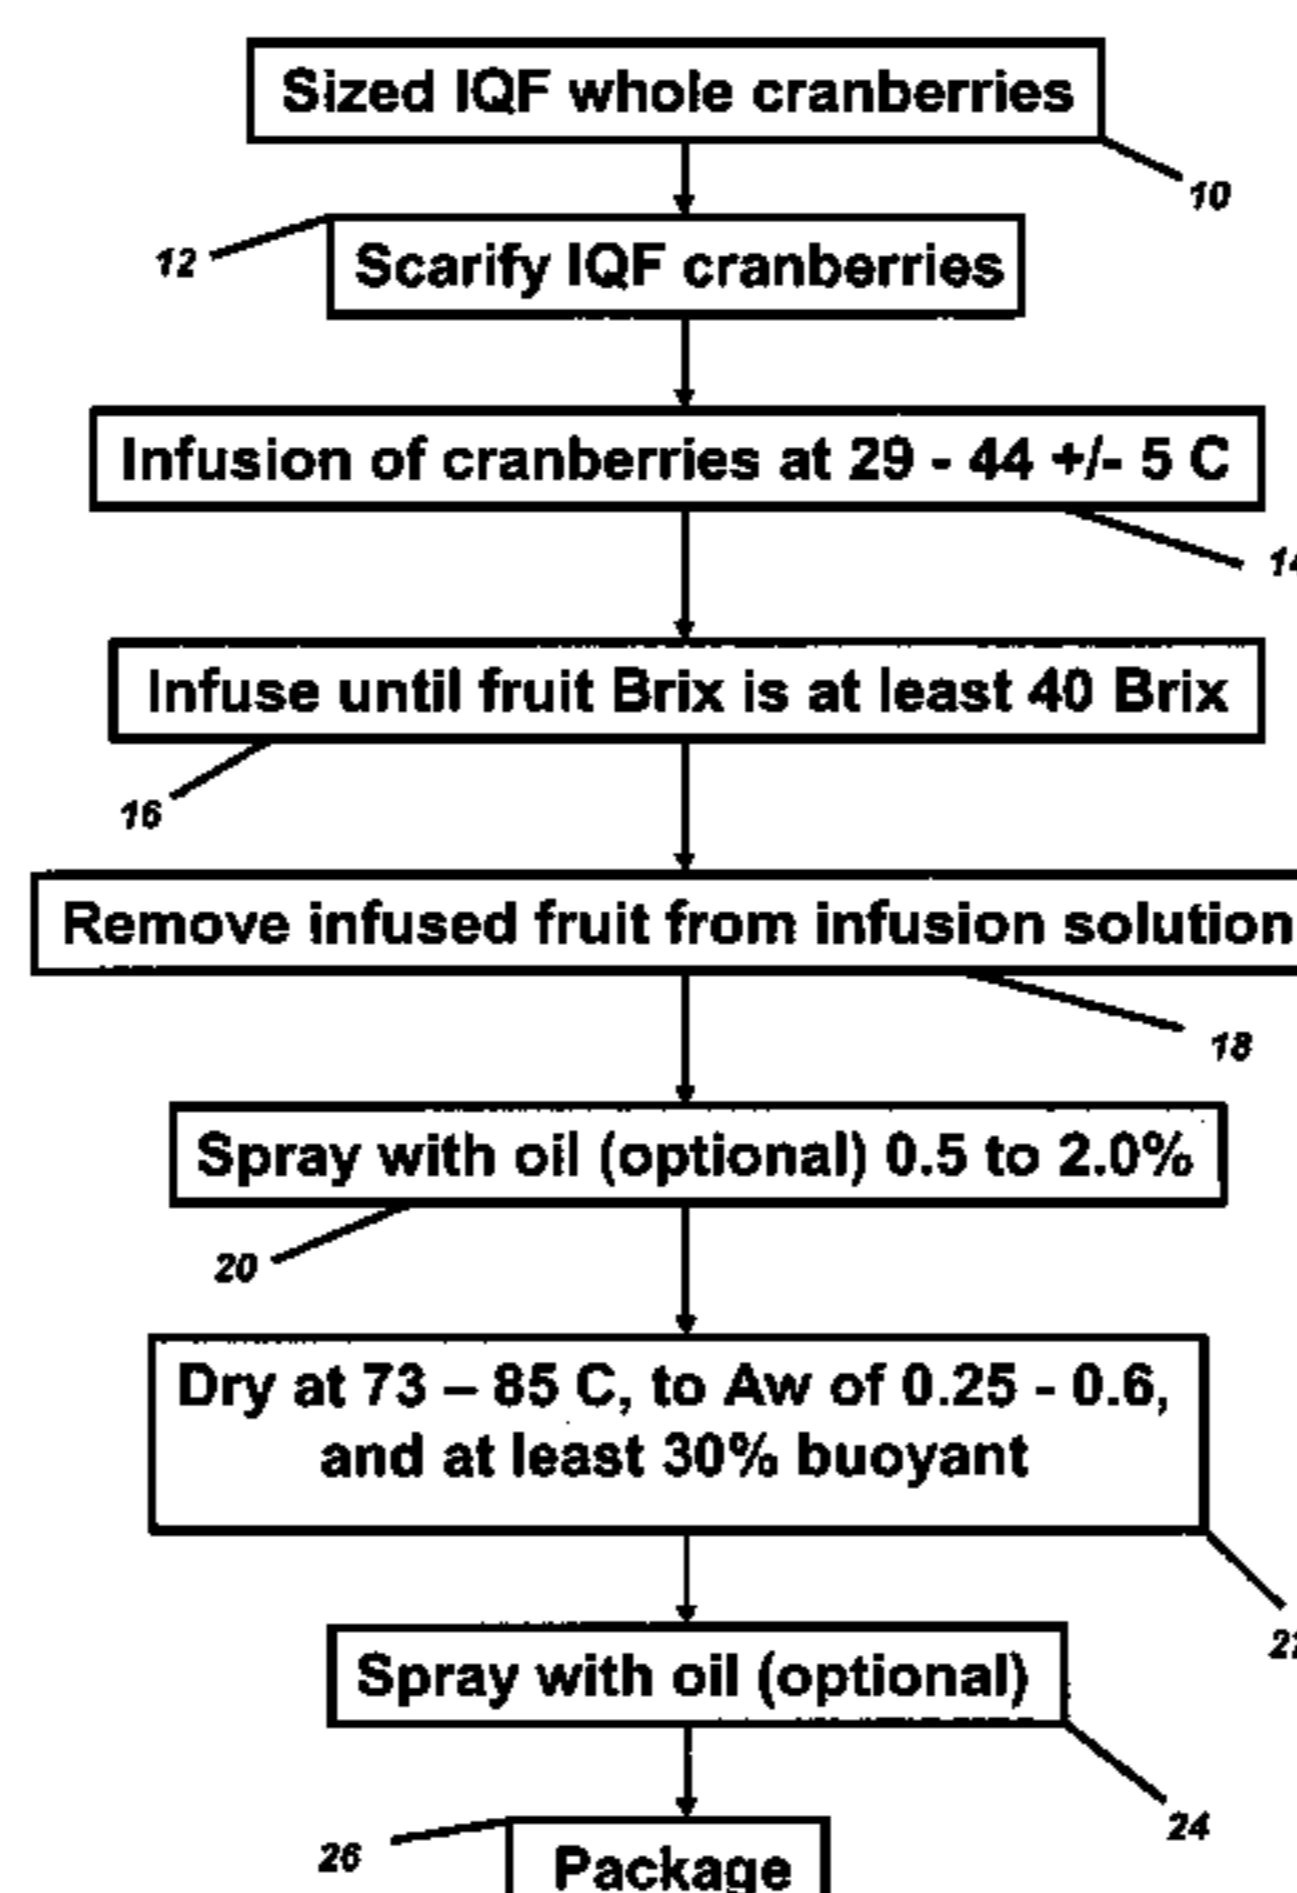 Sized IQF whole cranberries
10
12
Scarify IQF cranberries
Infusion of cranberries at 29 - 44 +/- 5 C
14
Infuse until fruit Brix is at least 40 Brix
16
Remove infused fruit from infusion solution
18
Spray with oil (optional) 0.5 to 2.0%
20
Dry at 73 – 85 C, to Aw of 0.25 - 0.6,
and at least 30% buoyant
22
Spray with oil (optional)
24
26
Package